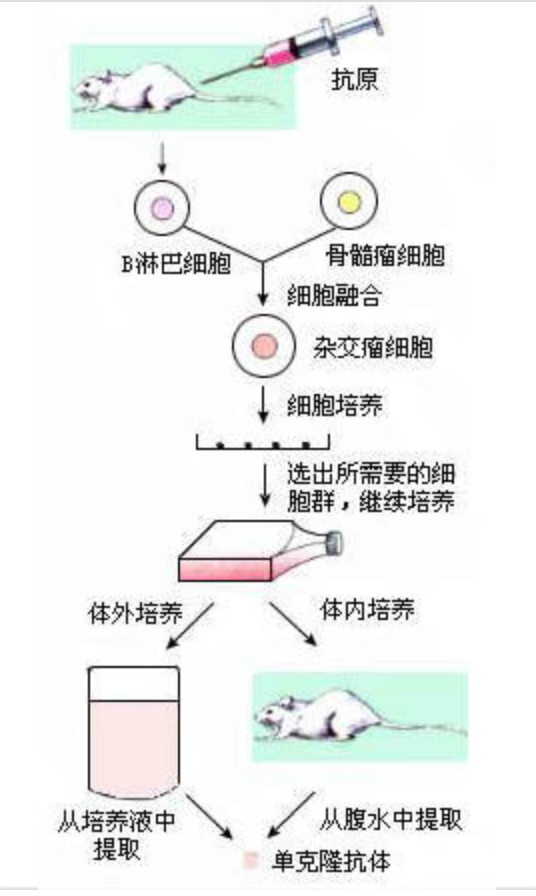 抗原
B淋巴细胞
骨髓瘤细胞
细胞融合
杂交瘤细胞
细胞培养
选出所需要的细
胞群，继续培养
体外培养
体内培养
从培养液中
提取
从腹水中提取
单克隆抗体